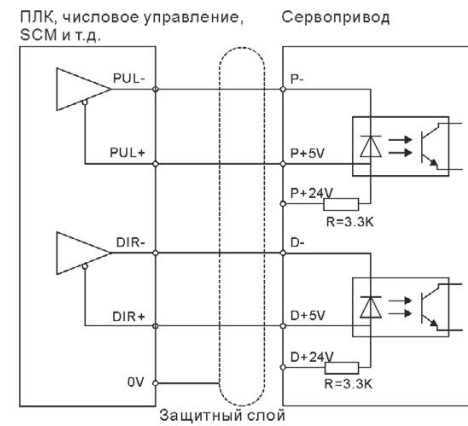 ПЛК, числовое управление,
SCM и т.д.
Сервопривод
PUL-
P-
PUL+
P+5V
P+24V
R=3.3K
DIR-
D-
DIR+
D+5V
D+24V
R=3.3K
0V
Защитный слой